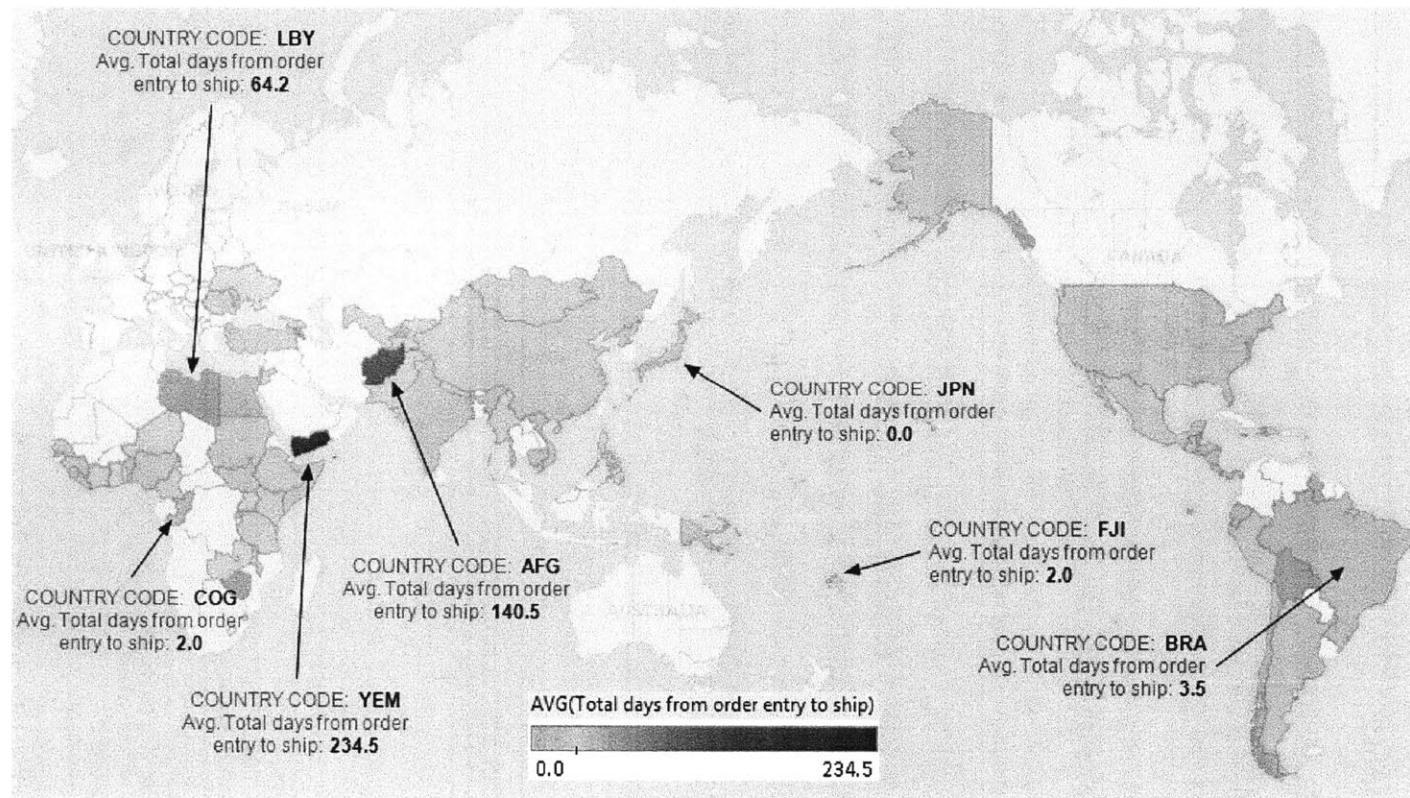 COUNTRY CODE: LBY
Avg. Total days from order
entry to ship: 64.2
CANADA
COUNTRY CODE: JPN
Avg. Total days from order
entry to ship: 0.0
COUNTRY CODE: FJI
Avg. Total days from order
entry to ship: 2.0
COUNTRY CODE: AFG
Avg. Total days from order
entry to ship: 140.5
COUNTRY CODE: COG
Avg. Total days from order
entry to ship: 2.0
AUSTRALIA
COUNTRY CODE: BRA
Avg. Total days from order
entry to ship: 3.5
COUNTRY CODE: YEM
Avg. Total days from order
entry to ship: 234.5
AVG(Total days from order entry to ship)
0.0 234.5